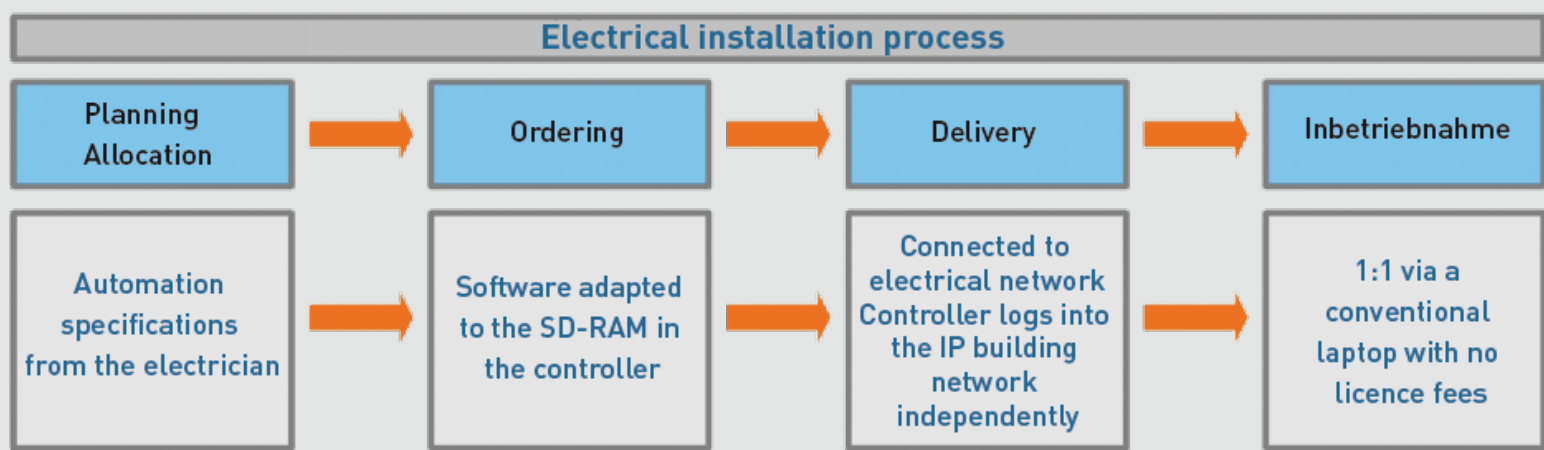 Electrical installation process
Planning
Allocation
Ordering
Delivery
Inbetriebnahme
Automation
specifications
from the electrician
Software adapted
to the SD-RAM in
the controller
Connected to
electrical network
Controller logs into
the IP building
network
independently
1:1 via a
conventional
laptop with no
licence fees